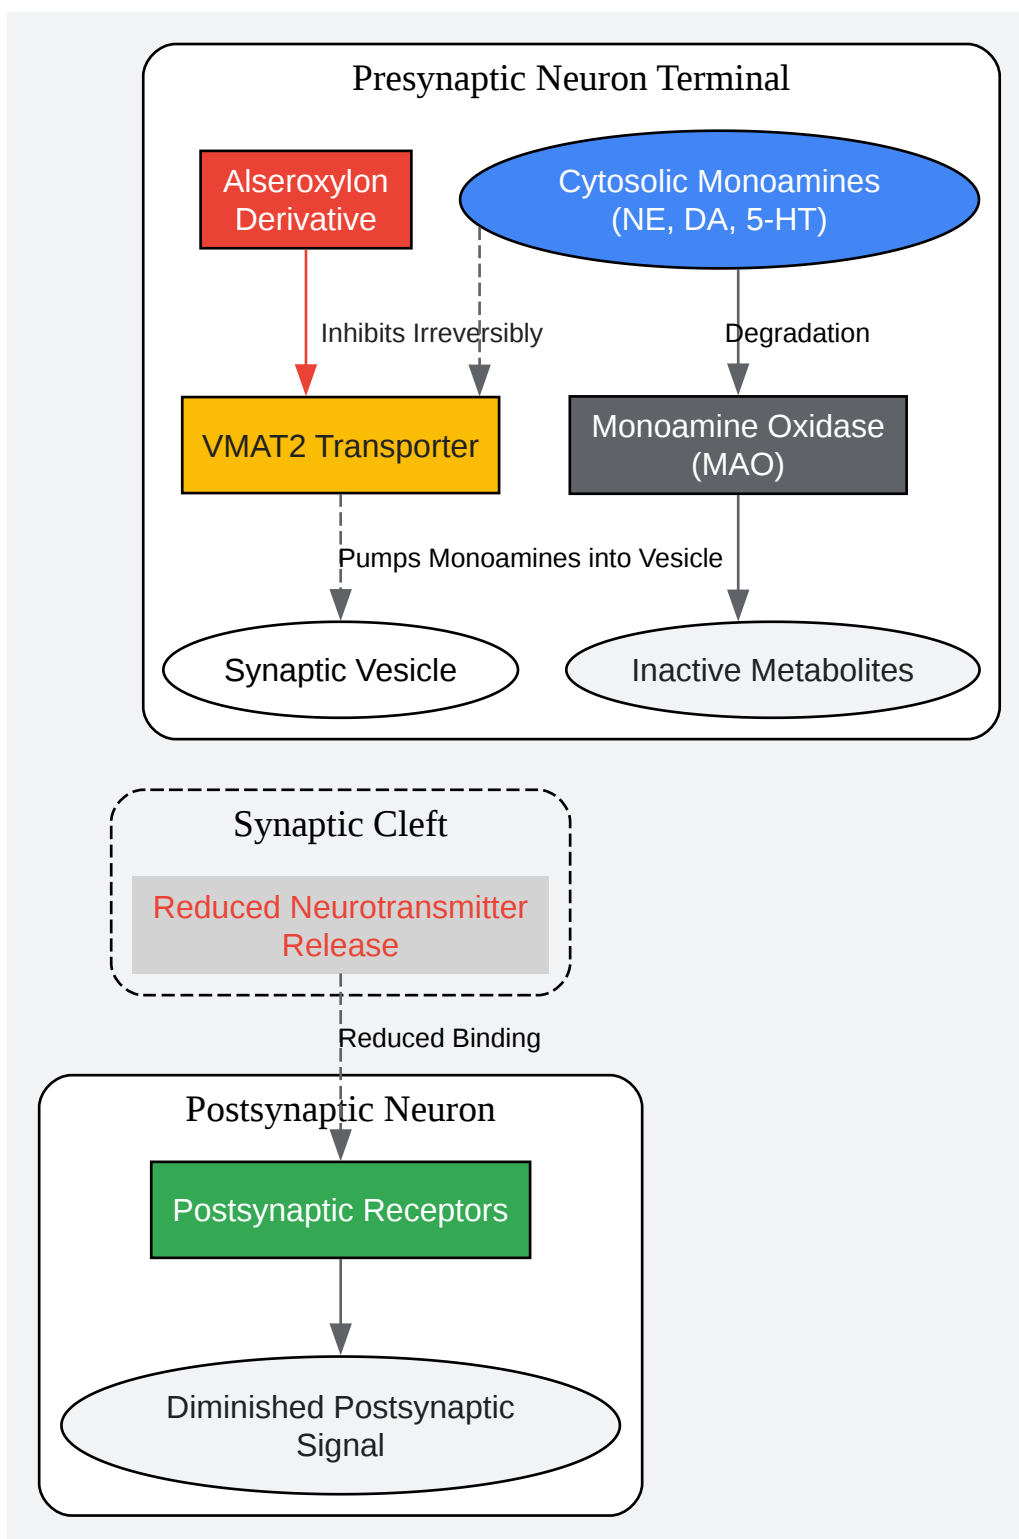 Presynaptic Neuron Terminal
Alseroxylon
Derivative
Cytosolic Monoamines
(NE, DA, 5-HT)
Inhibits Irreversibly
Degradation
VMAT2 Transporter
Monoamine Oxidase
(MAO)
Pumps Monoamines into Vesicle
Synaptic Vesicle
Inactive Metabolites
Synaptic Cleft
Reduced Neurotransmitter
Release
Reduced Binding
Postsynaptic Neuron
Postsynaptic Receptors
Diminished Postsynaptic
Signal